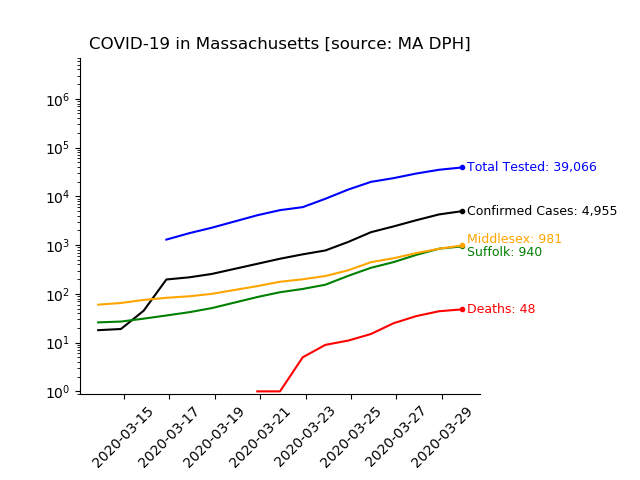 COVID-19 in Massachusetts [source: MA DPH]
10^6
10^5
10^4
10^3
10^2
10^1
10^0
Total Tested: 39,066
Confirmed Cases: 4,955
Middlesex: 981
Suffolk: 940
Deaths: 48
2020-03-15
2020-03-17
2020-03-19
2020-03-21
2020-03-23
2020-03-25
2020-03-27
2020-03-29